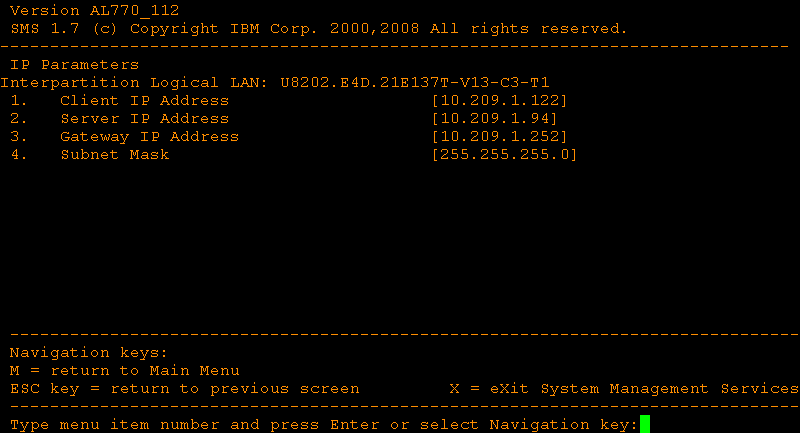 Version AL770_112
SMS 1.7 (c) Copyright IBM Corp. 2000,2008 All rights reserved.
-------------------------------------------------------------------------------
IP Parameters
Interpartition Logical LAN: U8202.E4D.21E137T-V13-C3-T1
1.   Client IP Address                    [10.209.1.122]
2.   Server IP Address                    [10.209.1.94]
3.   Gateway IP Address                   [10.209.1.252]
4.   Subnet Mask                          [255.255.255.0]
-------------------------------------------------------------------------------
Navigation keys:
M = return to Main Menu
ESC key = return to previous screen         X = eXit System Management Services
-------------------------------------------------------------------------------
Type menu item number and press Enter or select Navigation key: